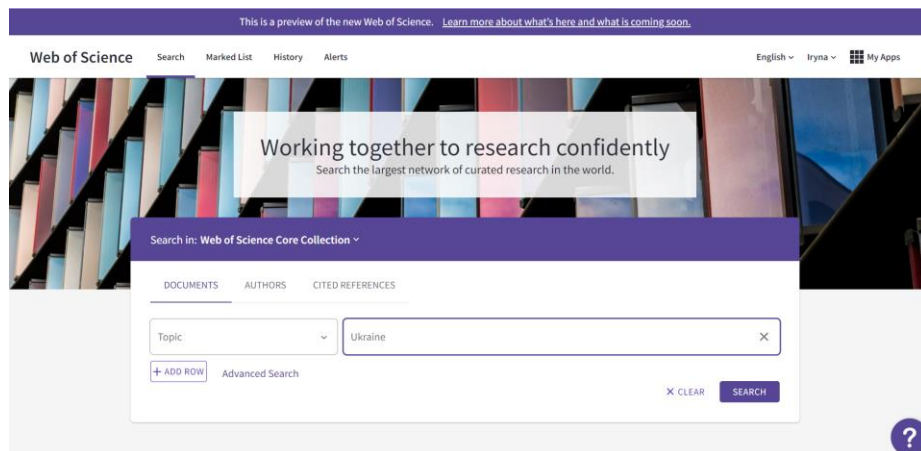 This is a preview of the new Web of Science. Learn more about what's here and what is coming soon.
Web of Science Search Marked List History Alerts English Iryna My Apps
Working together to research confidently
Search the largest network of curated research in the world.
Search in: Web of Science Core Collection
DOCUMENTS AUTHORS CITED REFERENCES
Topic Ukraine
+ ADD ROW Advanced Search
× CLEAR SEARCH
?